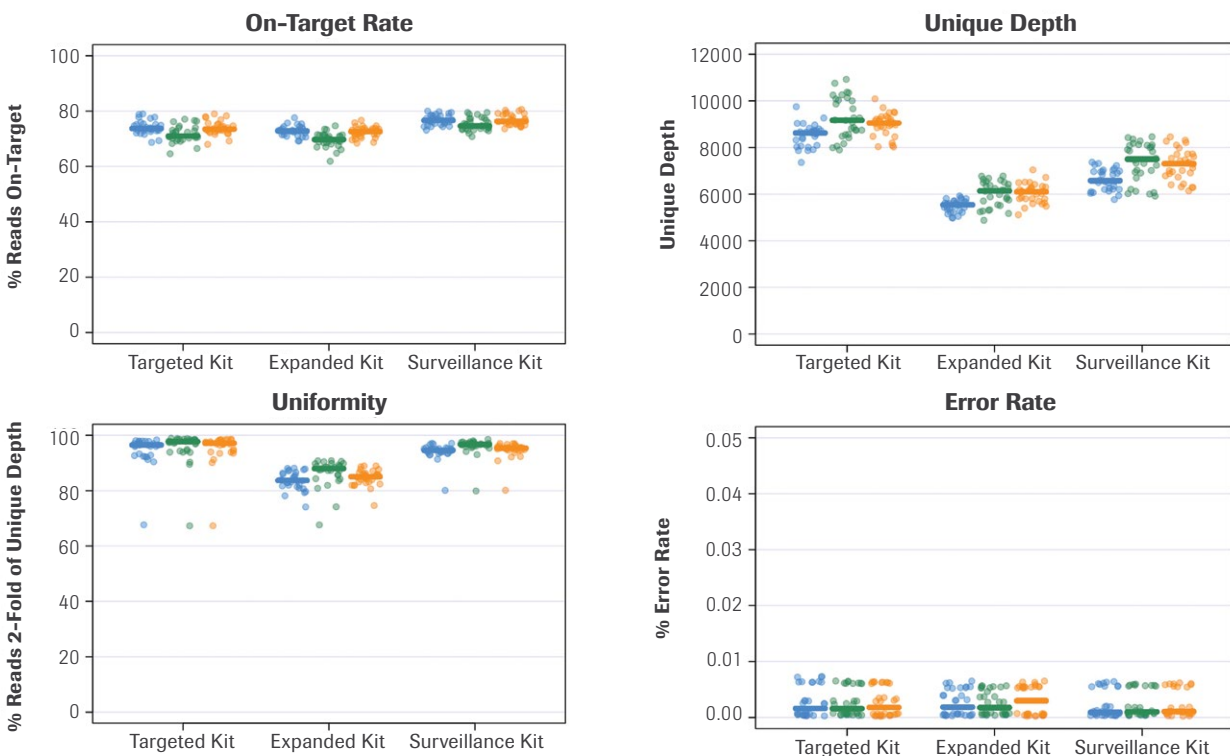 On-Target Rate
% Reads On-Target
100
80
60
40
20
0
Targeted Kit
Expanded Kit
Surveillance Kit
Unique Depth
Unique Depth
12000
10000
8000
6000
4000
2000
0
Targeted Kit
Expanded Kit
Surveillance Kit
Uniformity
% Reads 2-Fold of Unique Depth
100
80
60
40
20
0
Targeted Kit
Expanded Kit
Surveillance Kit
Error Rate
% Error Rate
0.05
0.04
0.03
0.02
0.01
0.00
Targeted Kit
Expanded Kit
Surveillance Kit